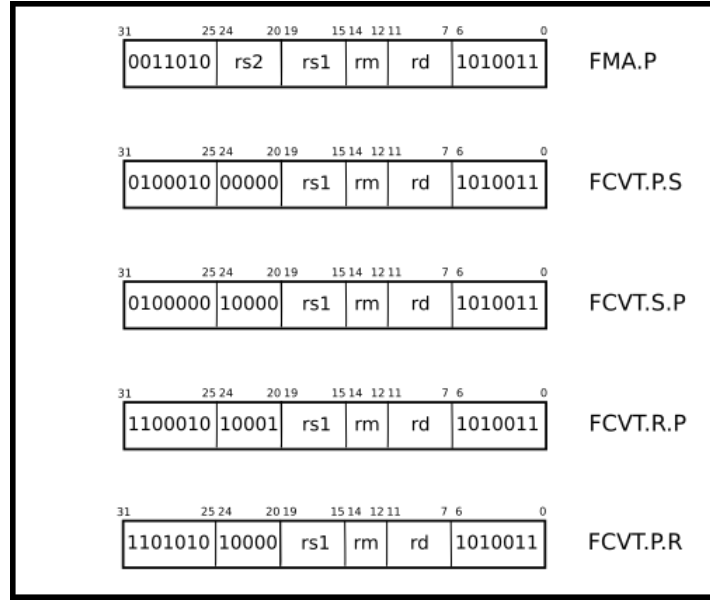 31 25 24 20 19 15 14 12 11 7 6 0
0011010 rs2 rs1 rm rd 1010011 FMA.P
31 25 24 20 19 15 14 12 11 7 6 0
0100010 00000 rs1 rm rd 1010011 FCVT.P.S
31 25 24 20 19 15 14 12 11 7 6 0
0100000 10000 rs1 rm rd 1010011 FCVT.S.P
31 25 24 20 19 15 14 12 11 7 6 0
1100010 10001 rs1 rm rd 1010011 FCVT.R.P
31 25 24 20 19 15 14 12 11 7 6 0
1101010 10000 rs1 rm rd 1010011 FCVT.P.R